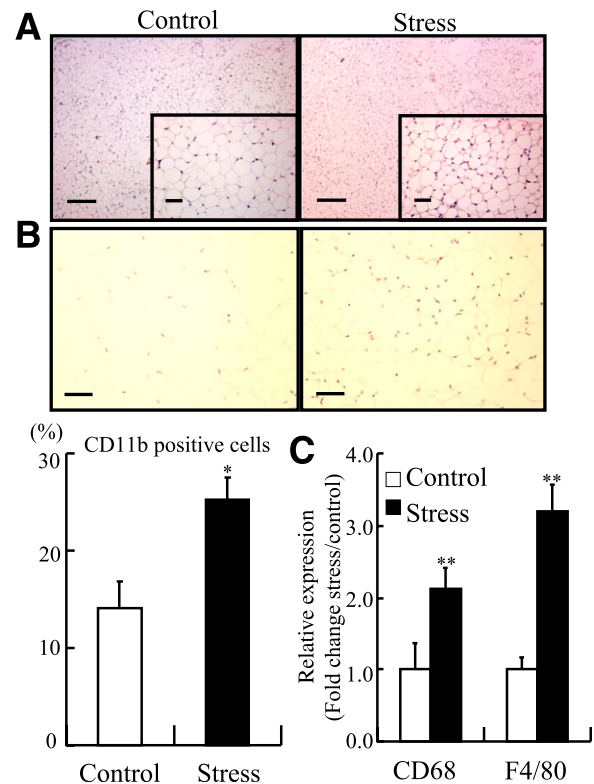 A
Control
Stress
B
(%)
CD11b positive cells
30
20
10
0
*
Control
Stress
C
Relative expression
(Fold change stress/control)
4.0
3.0
2.0
1.0
0.0
Control
Stress
**
**
CD68
F4/80